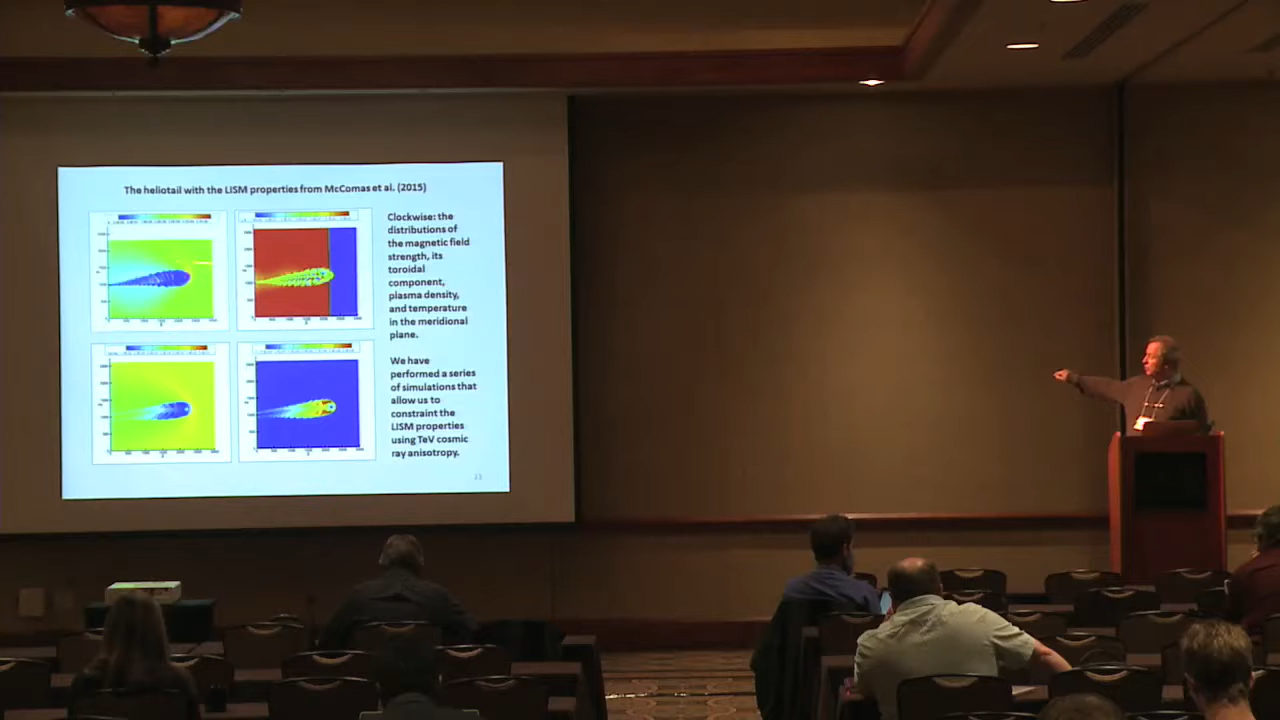 The heliotail with the LISM properties from McComas et al. (2015)
Clockwise: the
distributions of
the magnetic field
strength, its
toroidal
component,
plasma density,
and temperature
in the meridional
plane.
We have
performed a series
of simulations that
allow us to
constraint the
LISM properties
using TeV cosmic
ray anisotropy.